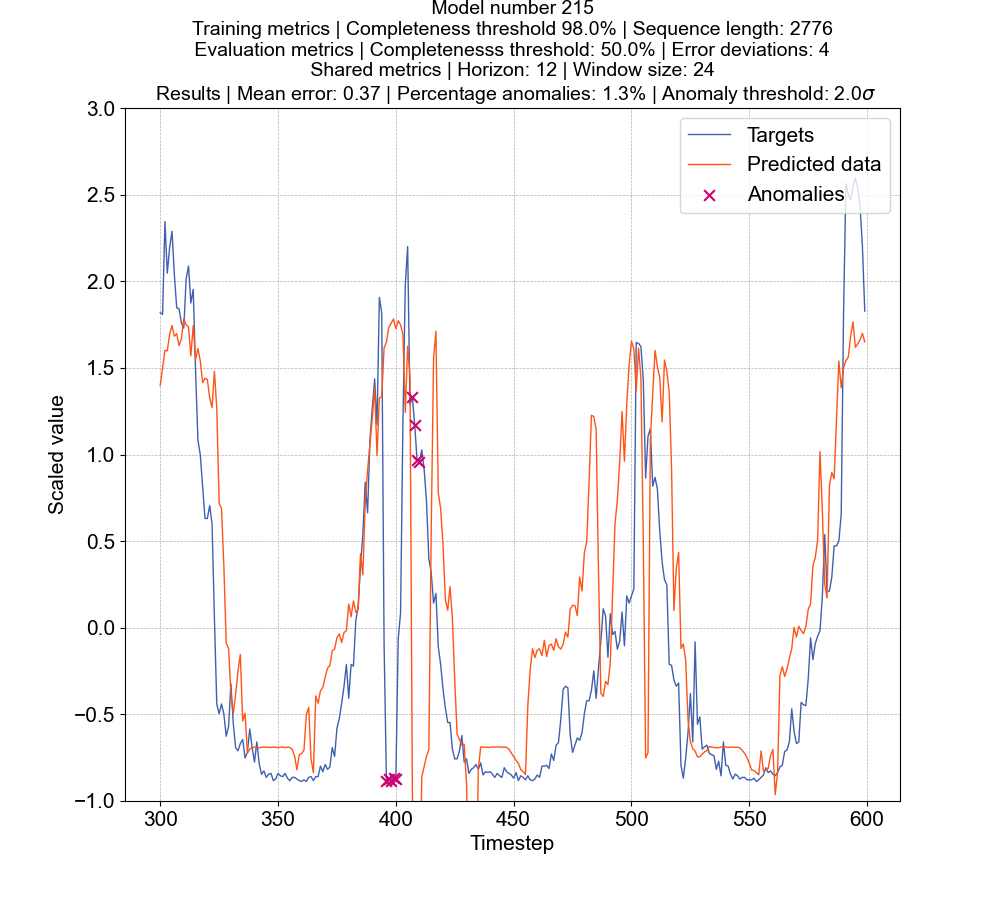 Model number 215
Training metrics | Completeness threshold 98.0% | Sequence length: 2776
Evaluation metrics | Completenesss threshold: 50.0% | Error deviations: 4
Shared metrics | Horizon: 12 | Window size: 24
Results | Mean error: 0.37 | Percentage anomalies: 1.3% | Anomaly threshold: 2.0σ
Targets
Predicted data
Anomalies
3.0
2.5
2.0
1.5
1.0
0.5
0.0
−0.5
−1.0
Scaled value
300 350 400 450 500 550 600
Timestep